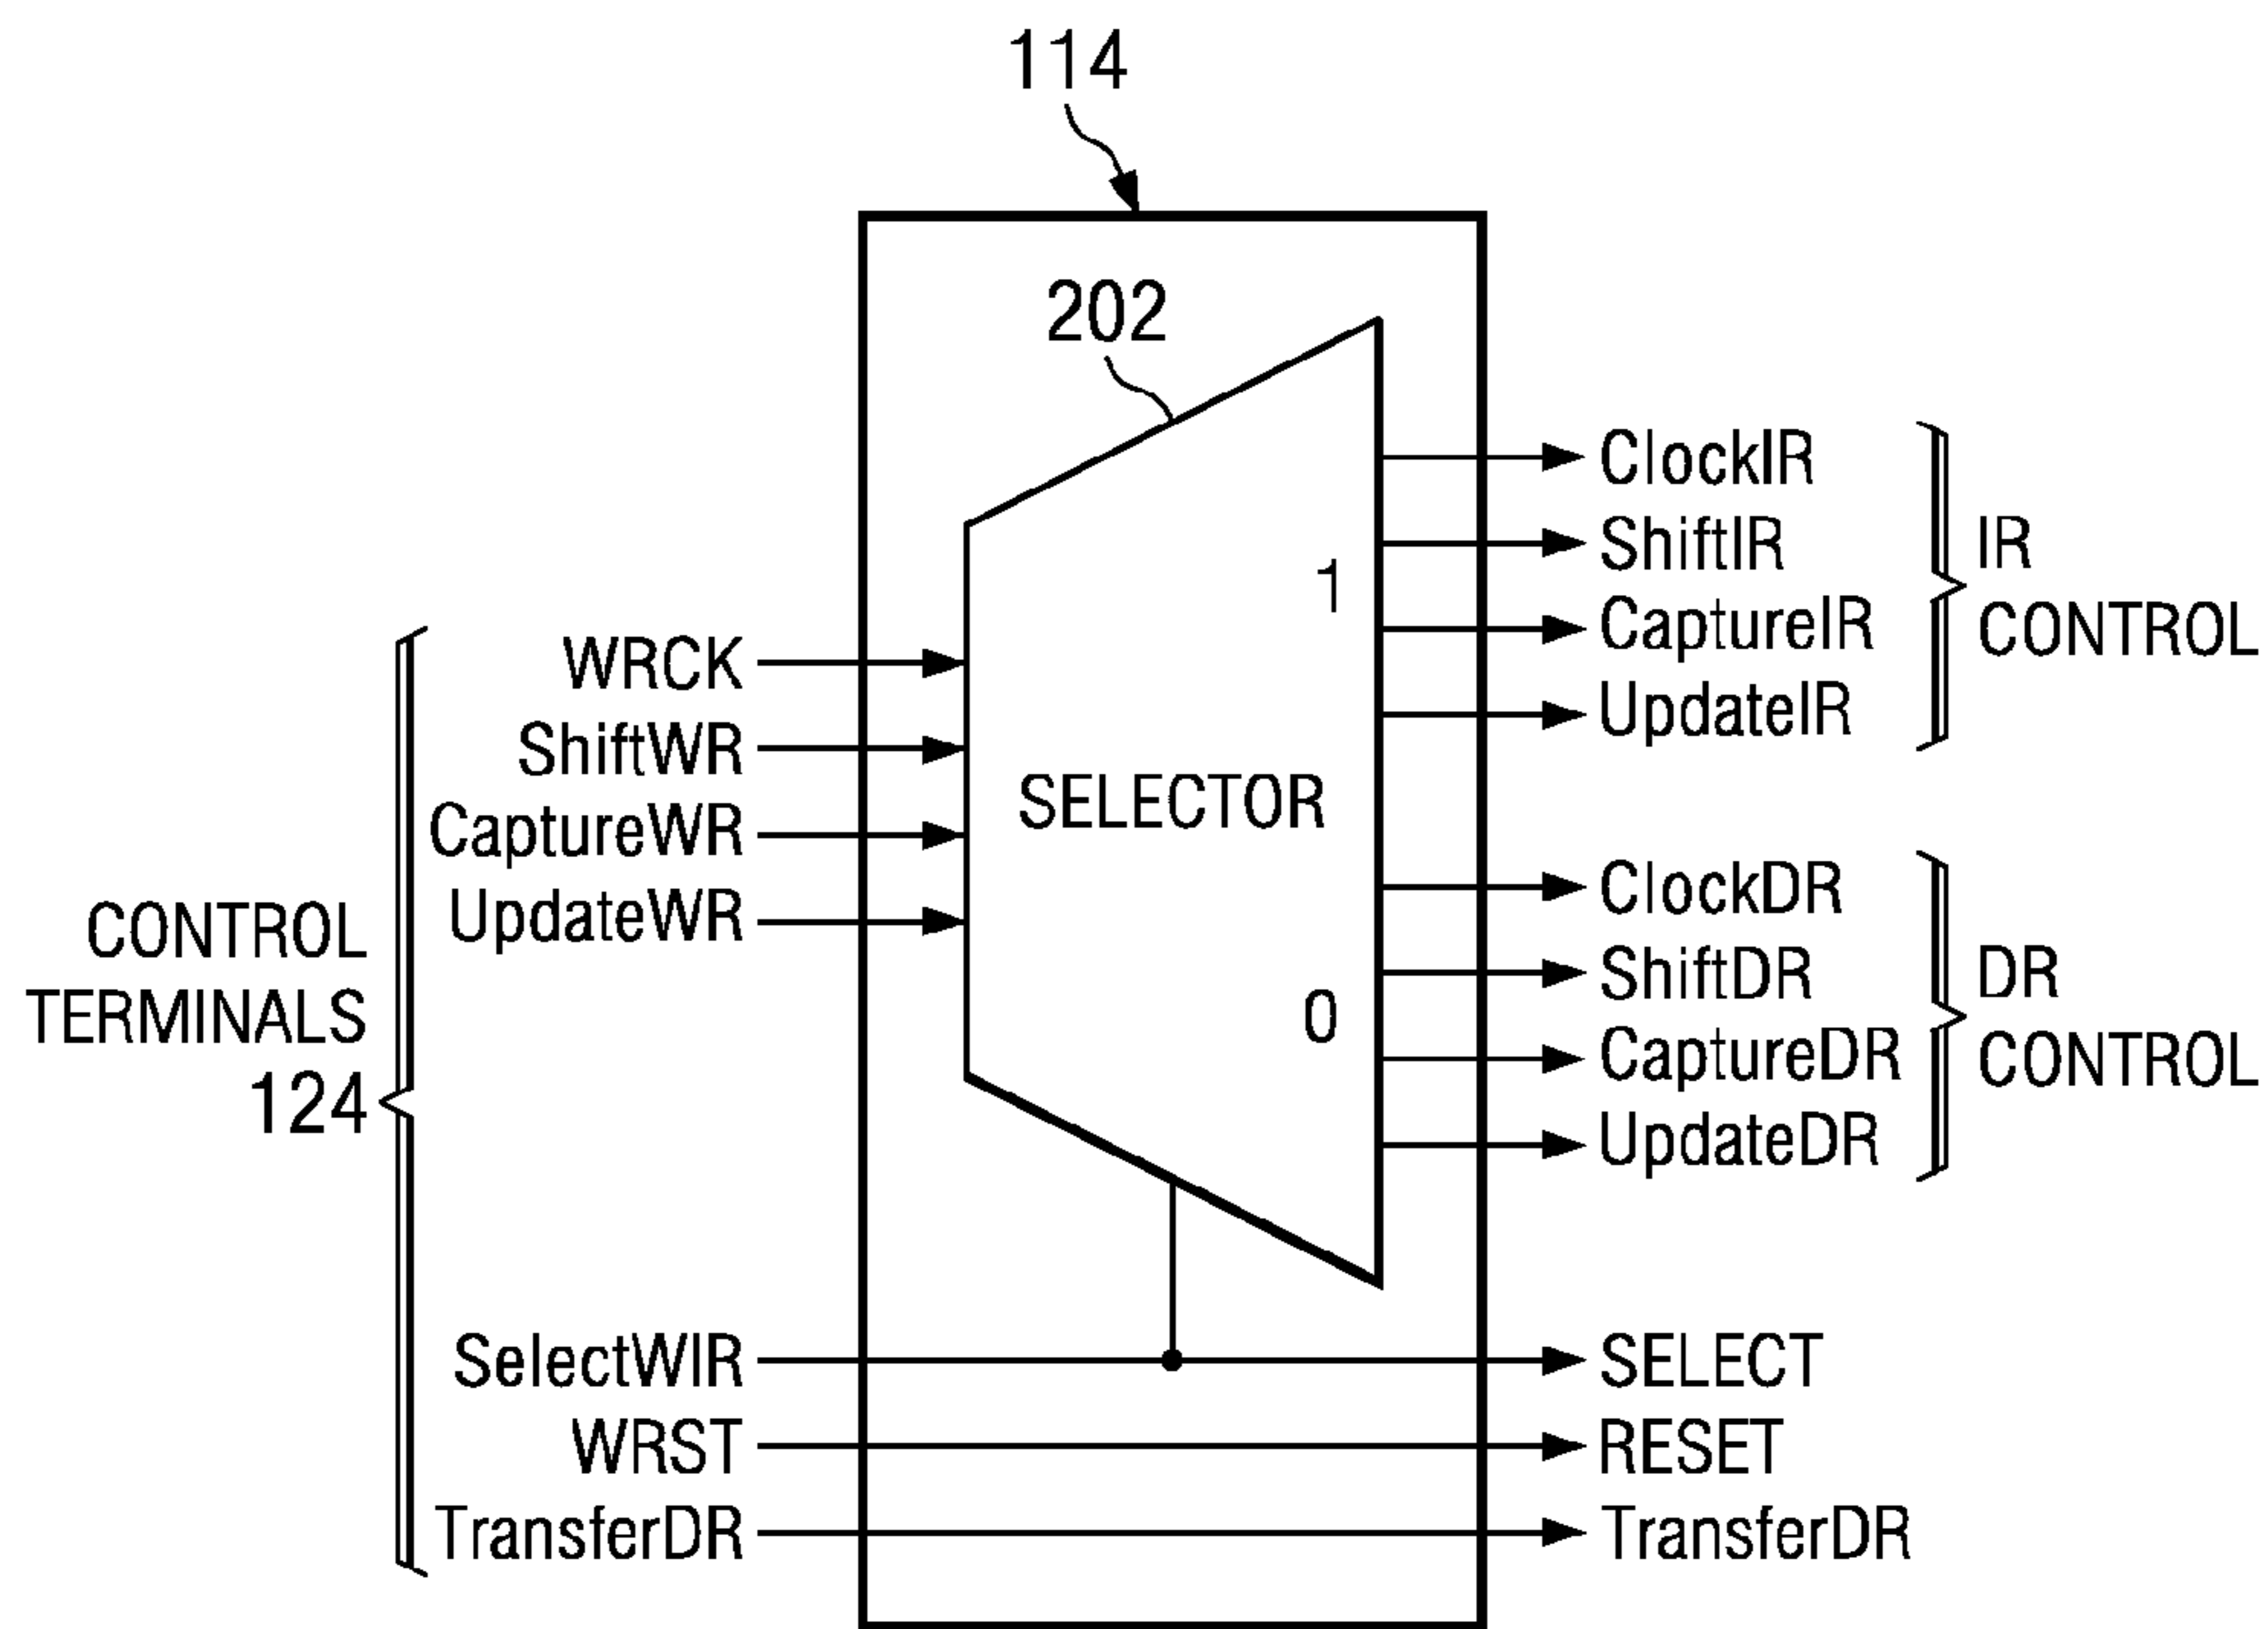 114
202
WRCK
ShiftWR
CaptureWR
UpdateWR
CONTROL
TERMINALS
124
SelectWIR
WRST
TransferDR
SELECTOR
1
0
ClockIR
ShiftIR
CaptureIR
UpdateIR
IR
CONTROL
ClockDR
ShiftDR
CaptureDR
UpdateDR
DR
CONTROL
SELECT
RESET
TransferDR